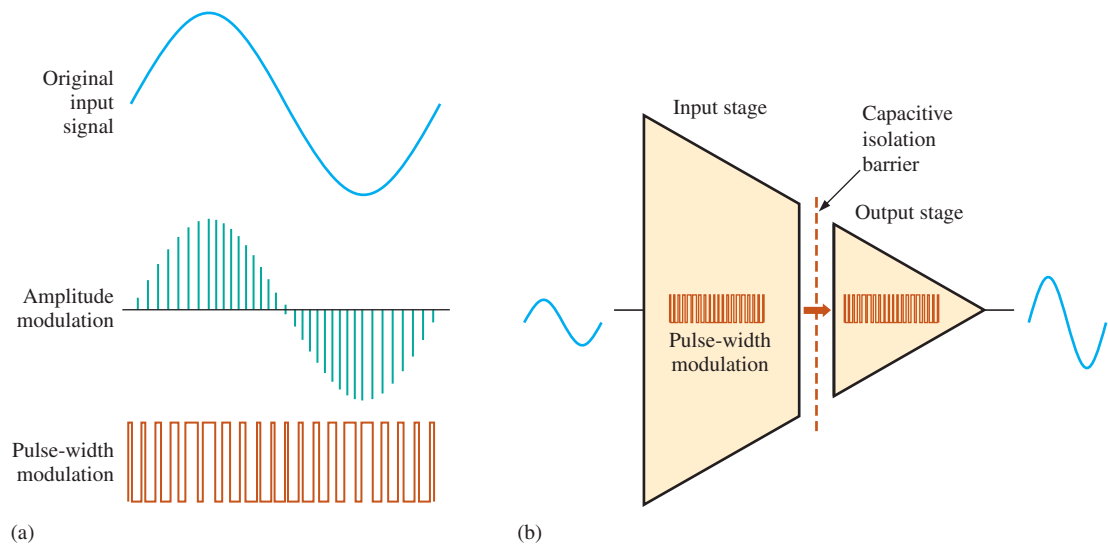 Original
input
signal
Amplitude
modulation
Pulse-width
modulation
(a)
Input stage
Capacitive
isolation
barrier
Output stage
Pulse-width
modulation
(b)